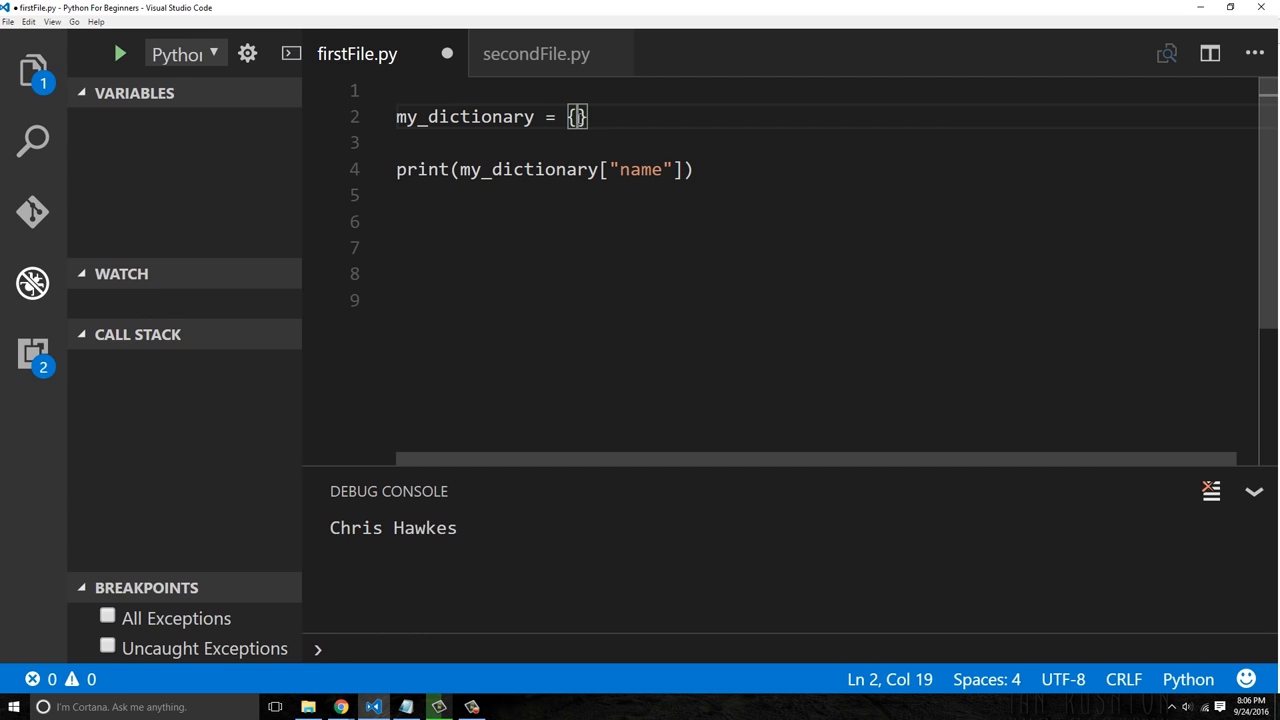 ● firstFile.py - Python For Beginners - Visual Studio Code
File Edit View Go Help
Python
firstFile.py
secondFile.py
1
VARIABLES
1
2 my_dictionary = {}
3
4 print(my_dictionary["name"])
5
6
7
8
9
WATCH
CALL STACK
2
BREAKPOINTS
All Exceptions
Uncaught Exceptions
DEBUG CONSOLE
Chris Hawkes
0 0
Ln 2, Col 19 Spaces: 4 UTF-8 CRLF Python
I'm Cortana. Ask me anything.
8:06 PM
9/24/2016